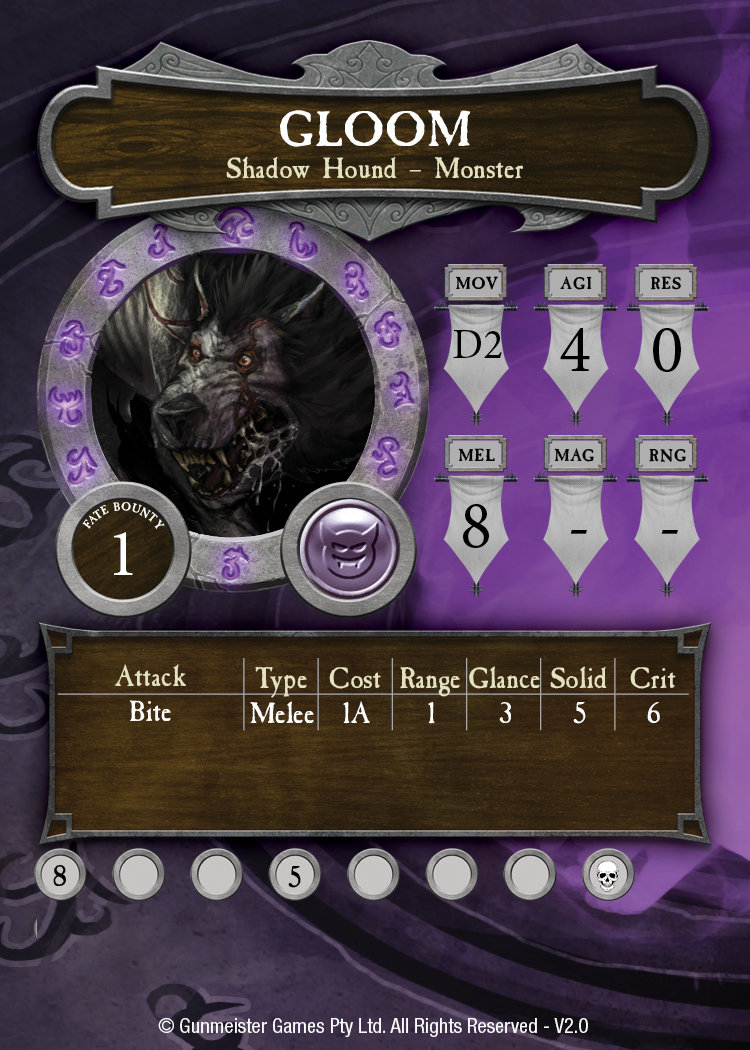 GLOOM
Shadow Hound – Monster
MOV AGI RES
D2 4 0
MEL MAG RNG
8 - -
FATE BOUNTY
1
Attack Type Cost Range Glance Solid Crit
Bite Melee 1A 1 3 5 6
8 5
© Gunmeister Games Pty Ltd. All Rights Reserved - V2.0